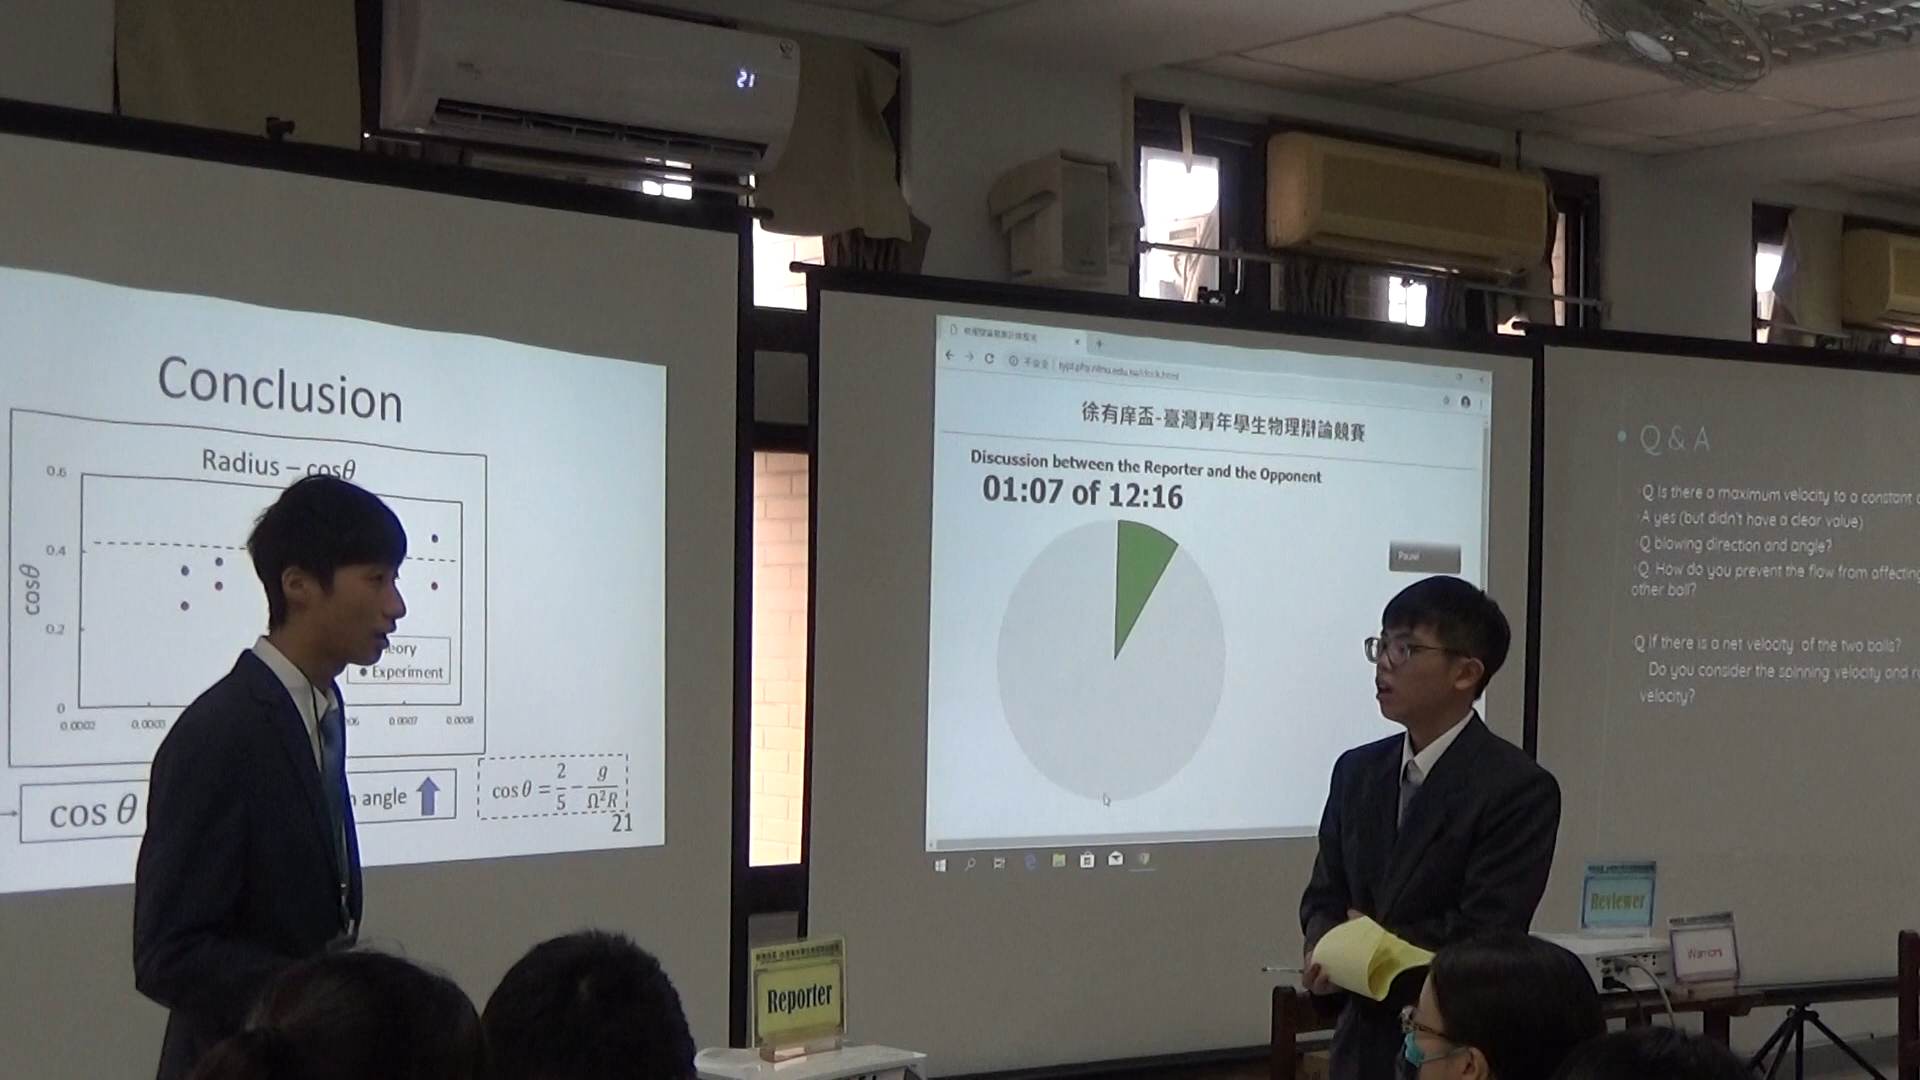 21
Conclusion
Radius – cosθ
0.6
0.4
0.2
0
cosθ
0.0002
0.0003
0.0007
0.0008
eory
Experiment
cos θ
angle
cos θ = 2/5 − g/Ω²R
21
徐有庠盃-臺灣青年學生物理辯論競賽
Discussion between the Reporter and the Opponent
01:07 of 12:16
Pause
Q & A
Q Is there a maximum velocity to a constant
A yes (but didn't have a clear value)
Q blowing direction and angle?
Q How do you prevent the flow from affecting
other ball?
Q If there is a net velocity of the two balls?
Do you consider the spinning velocity and
velocity?
Reporter
Reviewer
Warriors